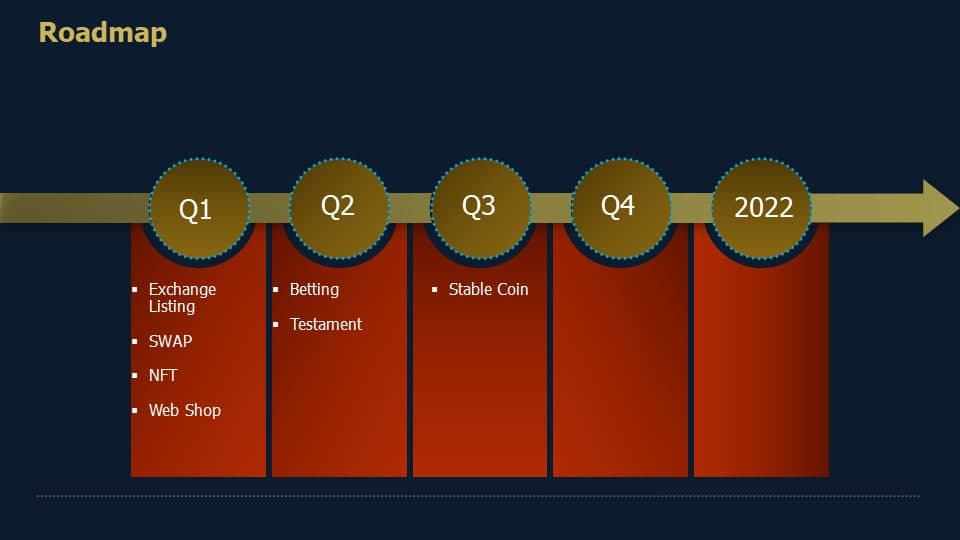 Roadmap
Q1
Q2
Q3
Q4
2022
▪ Exchange
Listing
▪ SWAP
▪ NFT
▪ Web Shop
▪ Betting
▪ Testament
▪ Stable Coin